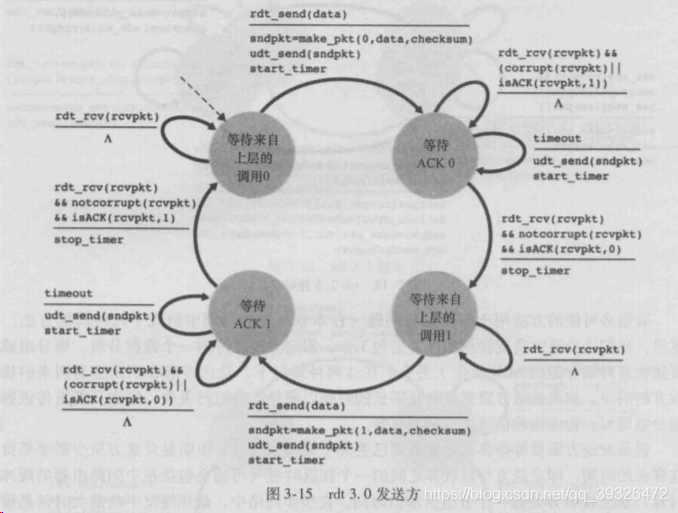 rdt_send(data)
sndpkt=make_pkt(0,data,checksum)
udt_send(sndpkt)
start_timer
rdt_rcv(rcvpkt)&&
(corrupt(rcvpkt)||
isACK(rcvpkt,1))
Λ
rdt_rcv(rcvpkt)
Λ
等待来自
上层的
调用0
等待
ACK 0
timeout
udt_send(sndpkt)
start_timer
rdt_rcv(rcvpkt)
&& notcorrupt(rcvpkt)
&& isACK(rcvpkt,1)
stop_timer
rdt_rcv(rcvpkt)
&& notcorrupt(rcvpkt)
&& isACK(rcvpkt,0)
stop_timer
timeout
udt_send(sndpkt)
start_timer
等待
ACK 1
等待来自
上层的
调用1
rdt_rcv(rcvpkt)
Λ
rdt_rcv(rcvpkt)&&
(corrupt(rcvpkt)||
isACK(rcvpkt,0))
Λ
rdt_send(data)
sndpkt=make_pkt(1,data,checksum)
udt_send(sndpkt)
start_timer
图 3-15 rdt 3.0 发送方
https://blog.csdn.net/qq_39326472